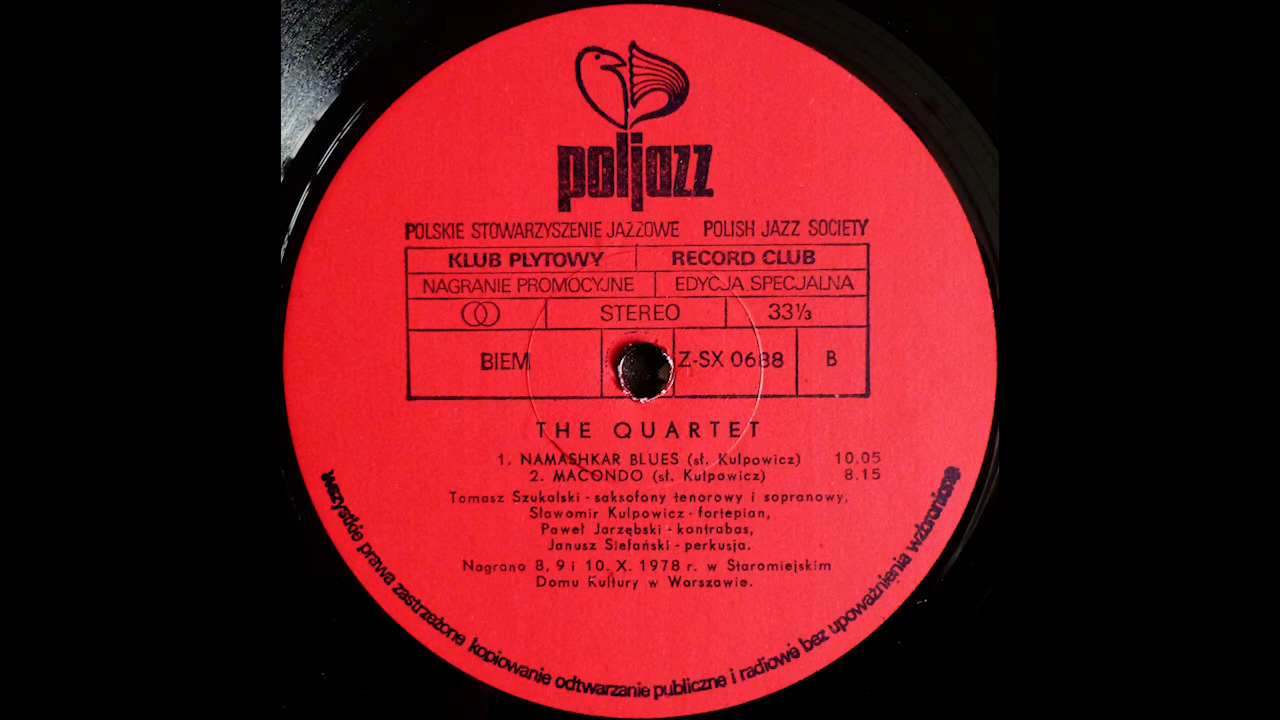 poljazz
POLSKIE STOWARZYSZENIE JAZZOWE POLISH JAZZ SOCIETY
KLUB PŁYTOWY RECORD CLUB
NAGRANIE PROMOCYJNE EDYCJA SPECJALNA
STEREO 33⅓
BIEM Z-SX 0688 B
THE QUARTET
1. NAMASHKAR BLUES (sł. Kulpowicz) 10.05
2. MACONDO (sł. Kulpowicz) 8.15
Tomasz Szukalski - saksofony tenorowy i sopranowy,
Sławomir Kulpowicz - fortepian,
Paweł Jarzębski - kontrabas,
Janusz Stefański - perkusja.
Nagrano 8, 9 i 10. X. 1978 r. w Staromiejskim
Domu Kultury w Warszawie.
Wszystkie prawa zastrzeżone kopiowanie odtwarzanie publiczne i radiowe bez upoważnienia wzbronione